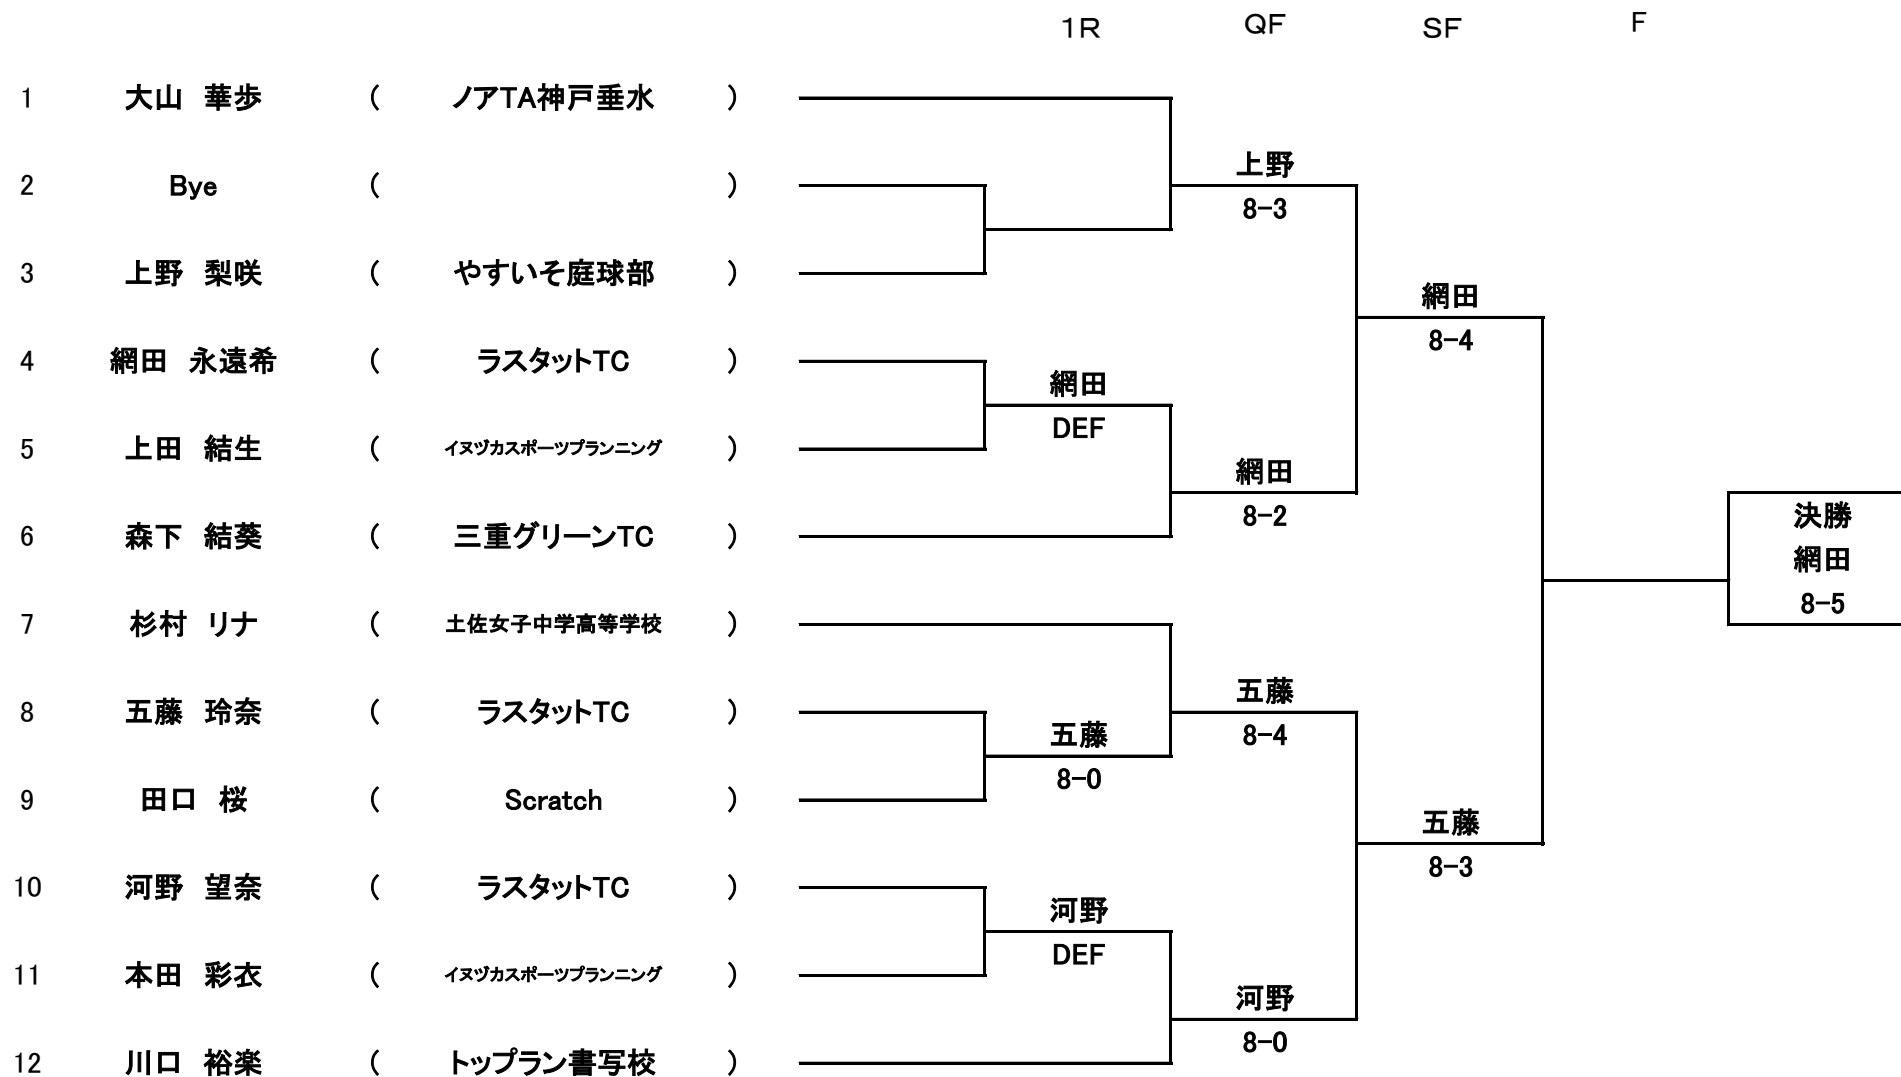 １R QF SF F
1 大山 華歩 ( ノアTA神戸垂水 )
上野
2 Bye ( )
8-3
3 上野 梨咲 ( やすいそ庭球部 )
網田
8-4
4 網田 永遠希 ( ラスタットTC )
網田
DEF
5 上田 結生 ( イヌヅカスポーツプランニング )
網田
8-2
決勝
6 森下 結葵 ( 三重グリーンTC )
網田
8-5
7 杉村 リナ ( 土佐女子中学高等学校 )
五藤
8 五藤 玲奈 ( ラスタットTC )
8-4
五藤
8-0
9 田口 桜 ( Scratch )
五藤
8-3
10 河野 望奈 ( ラスタットTC )
河野
DEF
11 本田 彩衣 ( イヌヅカスポーツプランニング )
河野
8-0
12 川口 裕楽 ( トップラン書写校 )